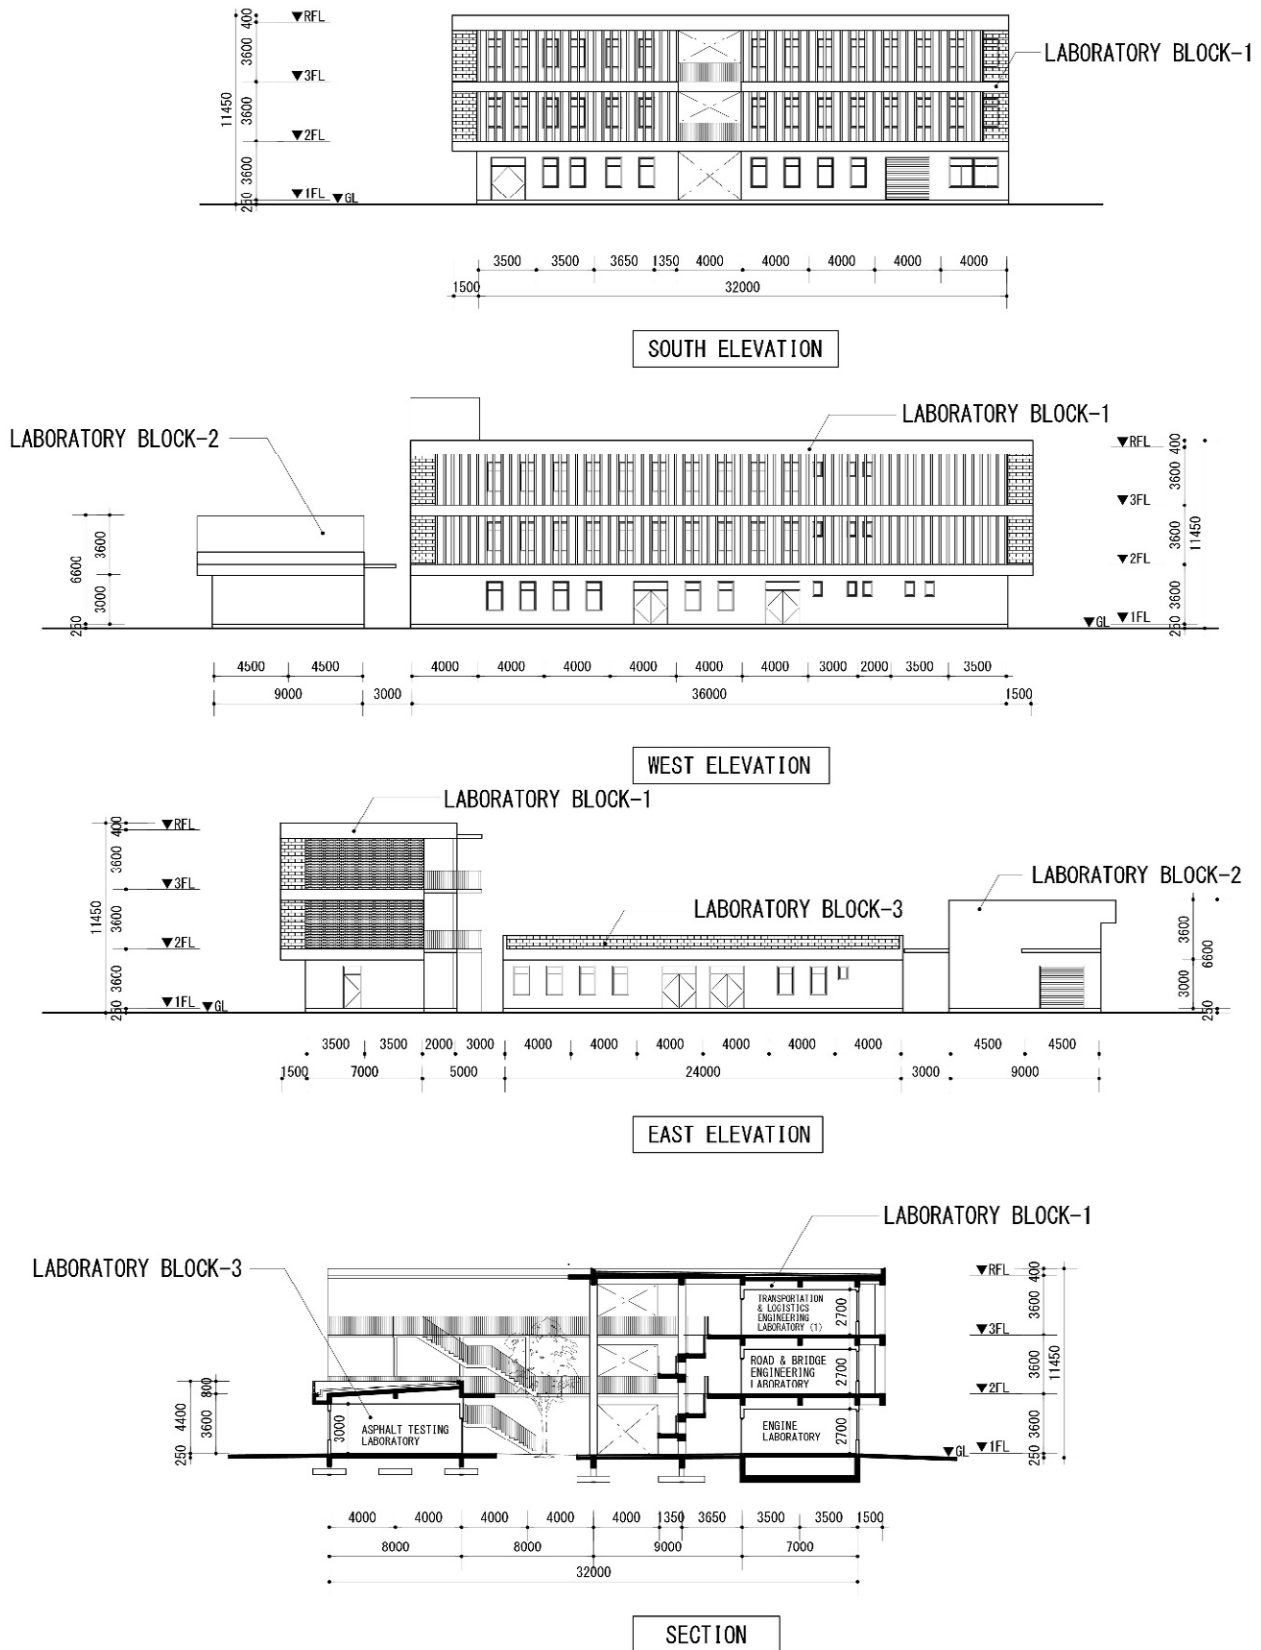 400
▼RFL
3600
▼3FL
LABORATORY BLOCK-1
11450
3600
▼2FL
3600
▼1FL
▼GL
250
3500 3500 3650 1350 4000 4000 4000 4000 4000
1500 32000
SOUTH ELEVATION
LABORATORY BLOCK-2
LABORATORY BLOCK-1
▼RFL
400
3600
▼3FL
3600
11450
3600
6600
▼2FL
3000
3600
250
▼GL
▼1FL
250
4500 4500 4000 4000 4000 4000 4000 4000 3000 2000 3500 3500
9000 3000 36000 1500
WEST ELEVATION
LABORATORY BLOCK-1
400
▼RFL
3600
▼3FL
LABORATORY BLOCK-2
11450
3600
LABORATORY BLOCK-3
3600
▼2FL
6600
3600
3000
▼1FL
▼GL
250
250
3500 3500 2000 3000 4000 4000 4000 4000 4000 4000 4500 4500
1500 7000 5000 24000 3000 9000
EAST ELEVATION
LABORATORY BLOCK-1
LABORATORY BLOCK-3
▼RFL
400
TRANSPORTATION
& LOGISTICS
ENGINEERING
LABORATORY (1)
2700
3600
▼3FL
ROAD & BRIDGE
ENGINEERING
LABORATORY
2700
3600
11450
800
▼2FL
4400
3600
3000
ASPHALT TESTING
LABORATORY
ENGINE
LABORATORY
2700
3600
250
▼GL
▼1FL
250
4000 4000 4000 4000 4000 1350 3650 3500 3500 1500
8000 8000 9000 7000
32000
SECTION